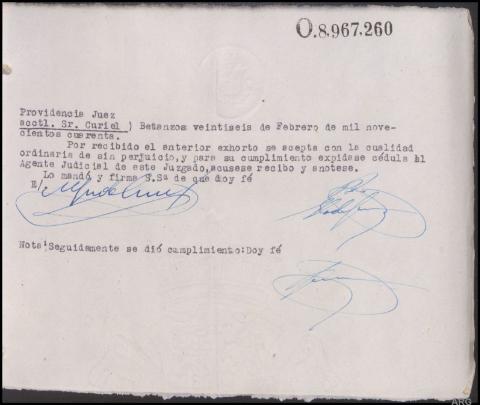 O.8,967,260
Providencia Juez
acctl. Sr. Curiel ) Betanzos veintiseis de Febrero de mil nove-
cientos cuarenta.
Por recibido el anterior exhorto se acepta con la cualidad
ordinaria de sin perjuicio,y para su cumplimiento expidase cédula al
Agente Judicial de este Juzgado,acusese recibo y anotese.
Lo mandó y firma S.Sª de que doy fé
E/
Nota:Seguidamente se dió cumplimiento:Doy fé
ARG